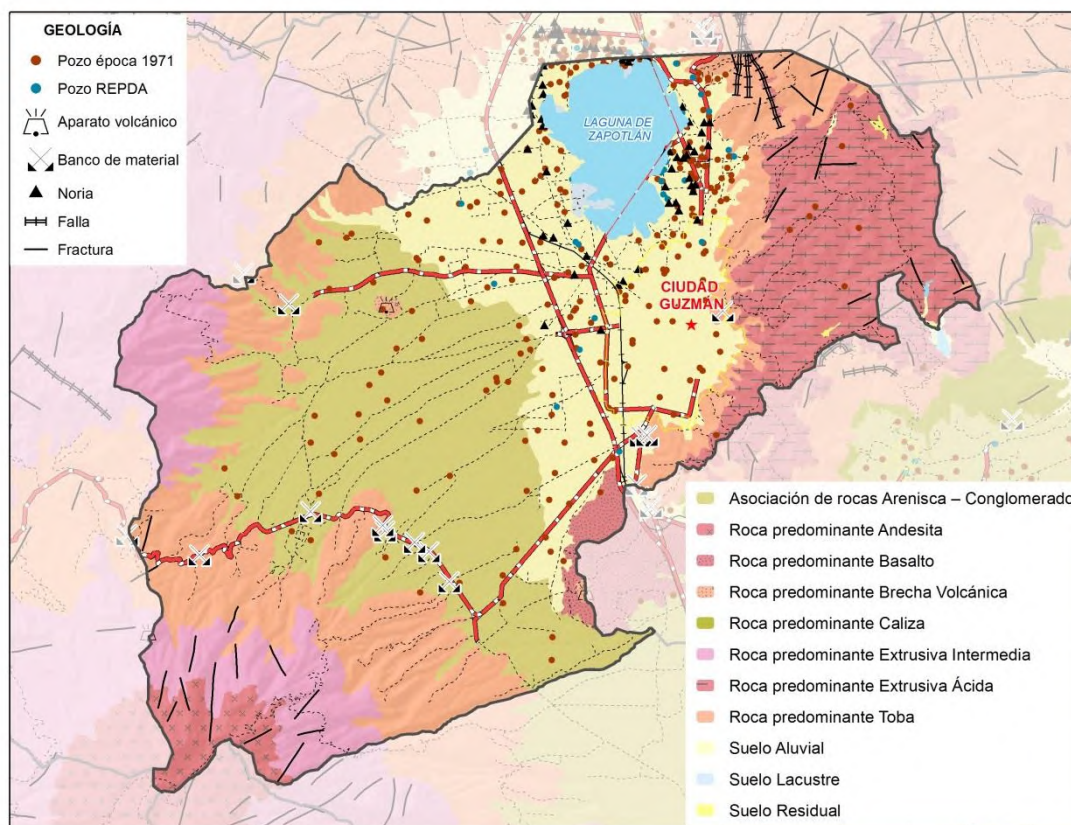 GEOLOGÍA
Pozo época 1971
Pozo REPDA
Aparato volcánico
Banco de material
Noria
Falla
Fractura
LAGUNA DE
ZAPOTLÁN
CIUDAD
GUZMÁN
Asociación de rocas Arenisca – Conglomerado
Roca predominante Andesita
Roca predominante Basalto
Roca predominante Brecha Volcánica
Roca predominante Caliza
Roca predominante Extrusiva Intermedia
Roca predominante Extrusiva Ácida
Roca predominante Toba
Suelo Aluvial
Suelo Lacustre
Suelo Residual